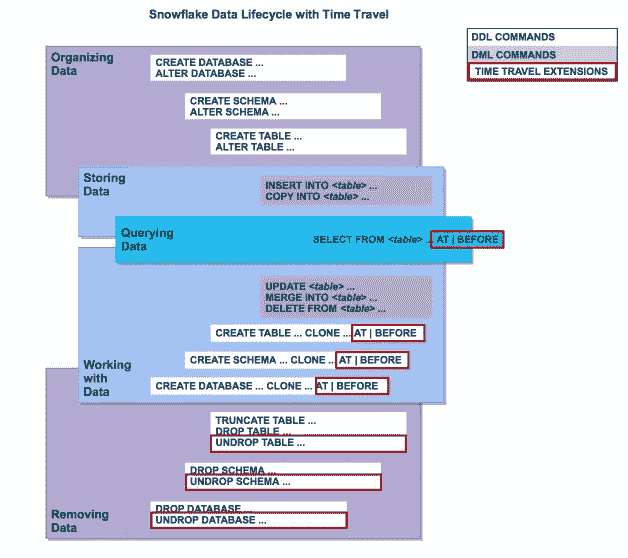 Snowflake Data Lifecycle with Time Travel
DDL COMMANDS
DML COMMANDS
TIME TRAVEL EXTENSIONS
Organizing
Data
CREATE DATABASE ...
ALTER DATABASE ...
CREATE SCHEMA ...
ALTER SCHEMA ...
CREATE TABLE ...
ALTER TABLE ...
Storing
Data
INSERT INTO <table> ...
COPY INTO <table> ...
Querying
Data
SELECT FROM <table> ... AT | BEFORE
UPDATE <table> ...
MERGE INTO <table> ...
DELETE FROM <table> ...
CREATE TABLE ... CLONE ... AT | BEFORE
CREATE SCHEMA ... CLONE ... AT | BEFORE
CREATE DATABASE ... CLONE ... AT | BEFORE
Working
with
Data
TRUNCATE TABLE ...
DROP TABLE ...
UNDROP TABLE ...
DROP SCHEMA ...
UNDROP SCHEMA ...
DROP DATABASE ...
UNDROP DATABASE ...
Removing
Data